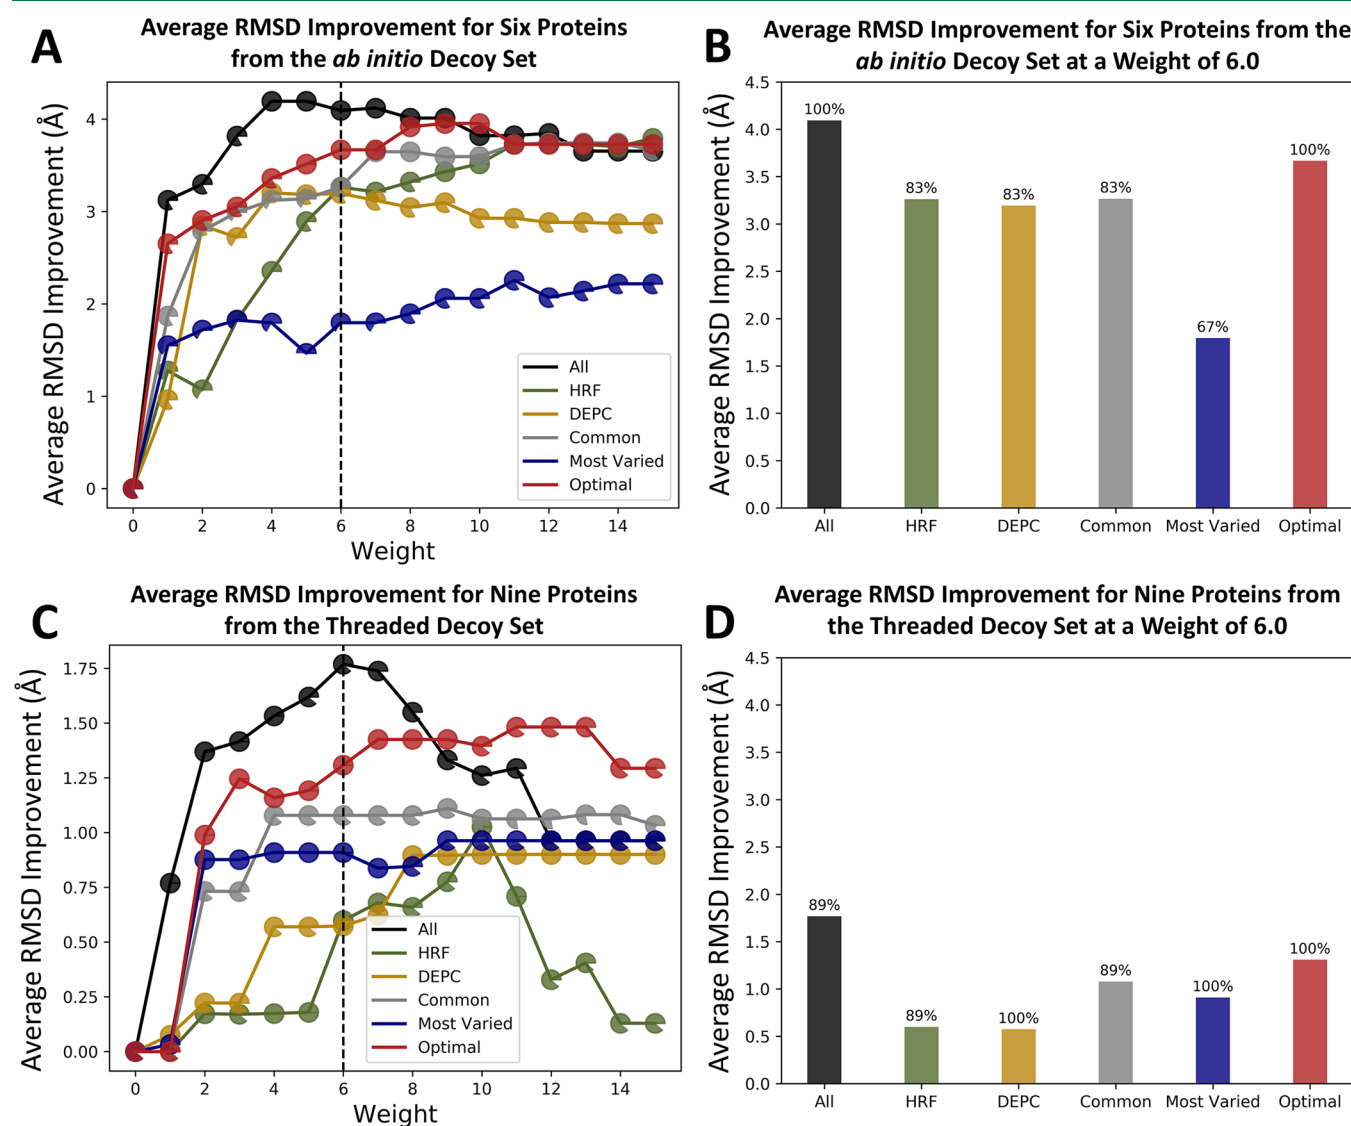 A
Average RMSD Improvement for Six Proteins
from the ab initio Decoy Set
Average RMSD Improvement (Å)
4
3
2
1
0
0 2 4 6 8 10 12 14
Weight
All
HRF
DEPC
Common
Most Varied
Optimal
B
Average RMSD Improvement for Six Proteins from the
ab initio Decoy Set at a Weight of 6.0
Average RMSD Improvement (Å)
4.5
4.0
3.5
3.0
2.5
2.0
1.5
1.0
0.5
0.0
100%
83%
83%
83%
67%
100%
All HRF DEPC Common Most Varied Optimal
C
Average RMSD Improvement for Nine Proteins
from the Threaded Decoy Set
Average RMSD Improvement (Å)
1.75
1.50
1.25
1.00
0.75
0.50
0.25
0.00
0 2 4 6 8 10 12 14
Weight
All
HRF
DEPC
Common
Most Varied
Optimal
D
Average RMSD Improvement for Nine Proteins from
the Threaded Decoy Set at a Weight of 6.0
Average RMSD Improvement (Å)
4.5
4.0
3.5
3.0
2.5
2.0
1.5
1.0
0.5
0.0
89%
89%
100%
89%
100%
100%
All HRF DEPC Common Most Varied Optimal